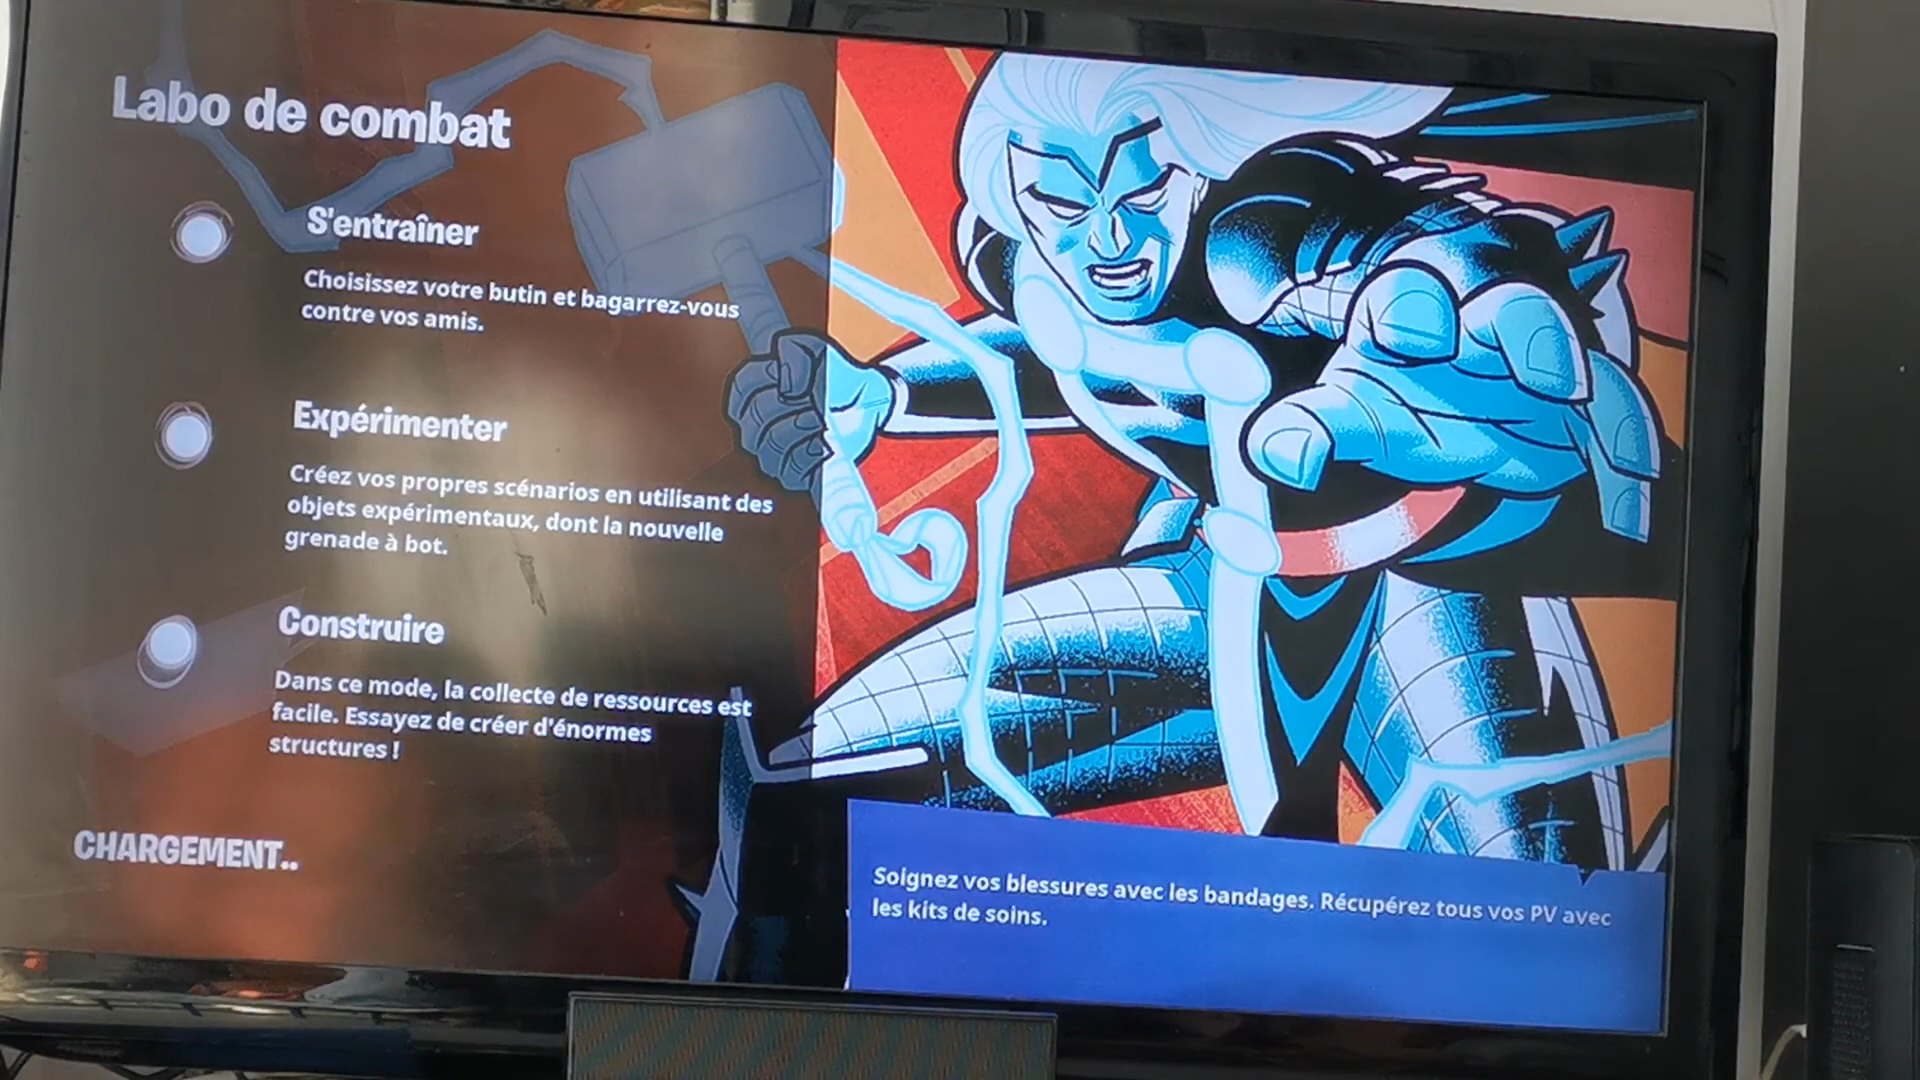 Labo de combat
S'entraîner
Choisissez votre butin et bagarrez-vous
contre vos amis.
Expérimenter
Créez vos propres scénarios en utilisant des
objets expérimentaux, dont la nouvelle
grenade à bot.
Construire
Dans ce mode, la collecte de ressources est
facile. Essayez de créer d'énormes
structures !
CHARGEMENT..
Soignez vos blessures avec les bandages. Récupérez tous vos PV avec
les kits de soins.